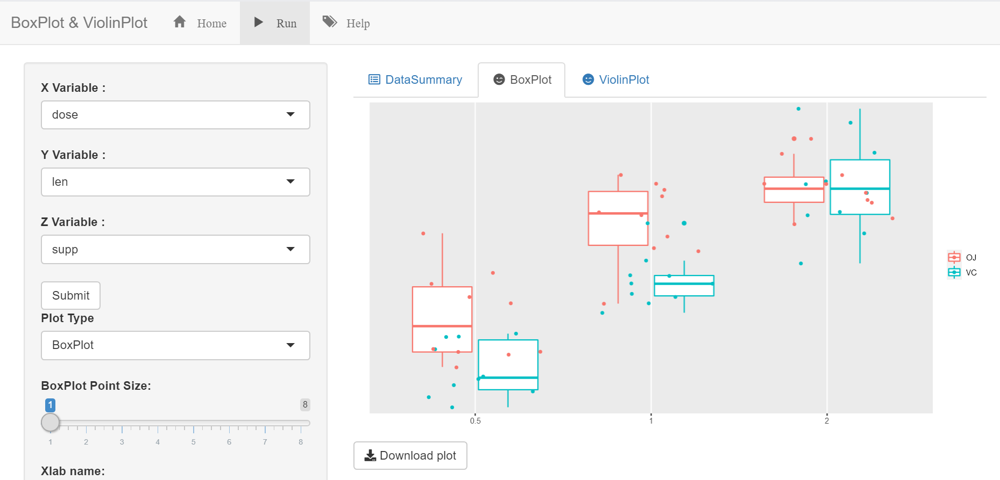 BoxPlot & ViolinPlot Home Run Help
X Variable :
dose
Y Variable :
len
Z Variable :
supp
Submit
Plot Type
BoxPlot
BoxPlot Point Size:
1 8
1 2 3 4 5 6 7 8
Xlab name:
DataSummary BoxPlot ViolinPlot
OJ
VC
0.5 1 2
Download plot